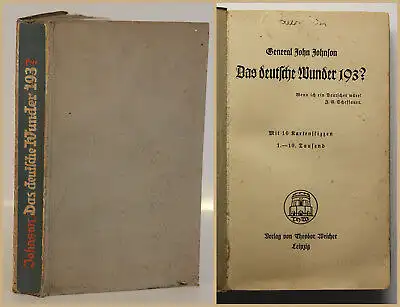 Johnson Das deutsche Wunder 193?
General John Johnson
Das deutsche Wunder 193?
Wenn ich ein Deutscher wäre!
Mit 16 Kartenskizzen
1.—10. Tausend
Verlag von Theodor Weicher
Leipzig